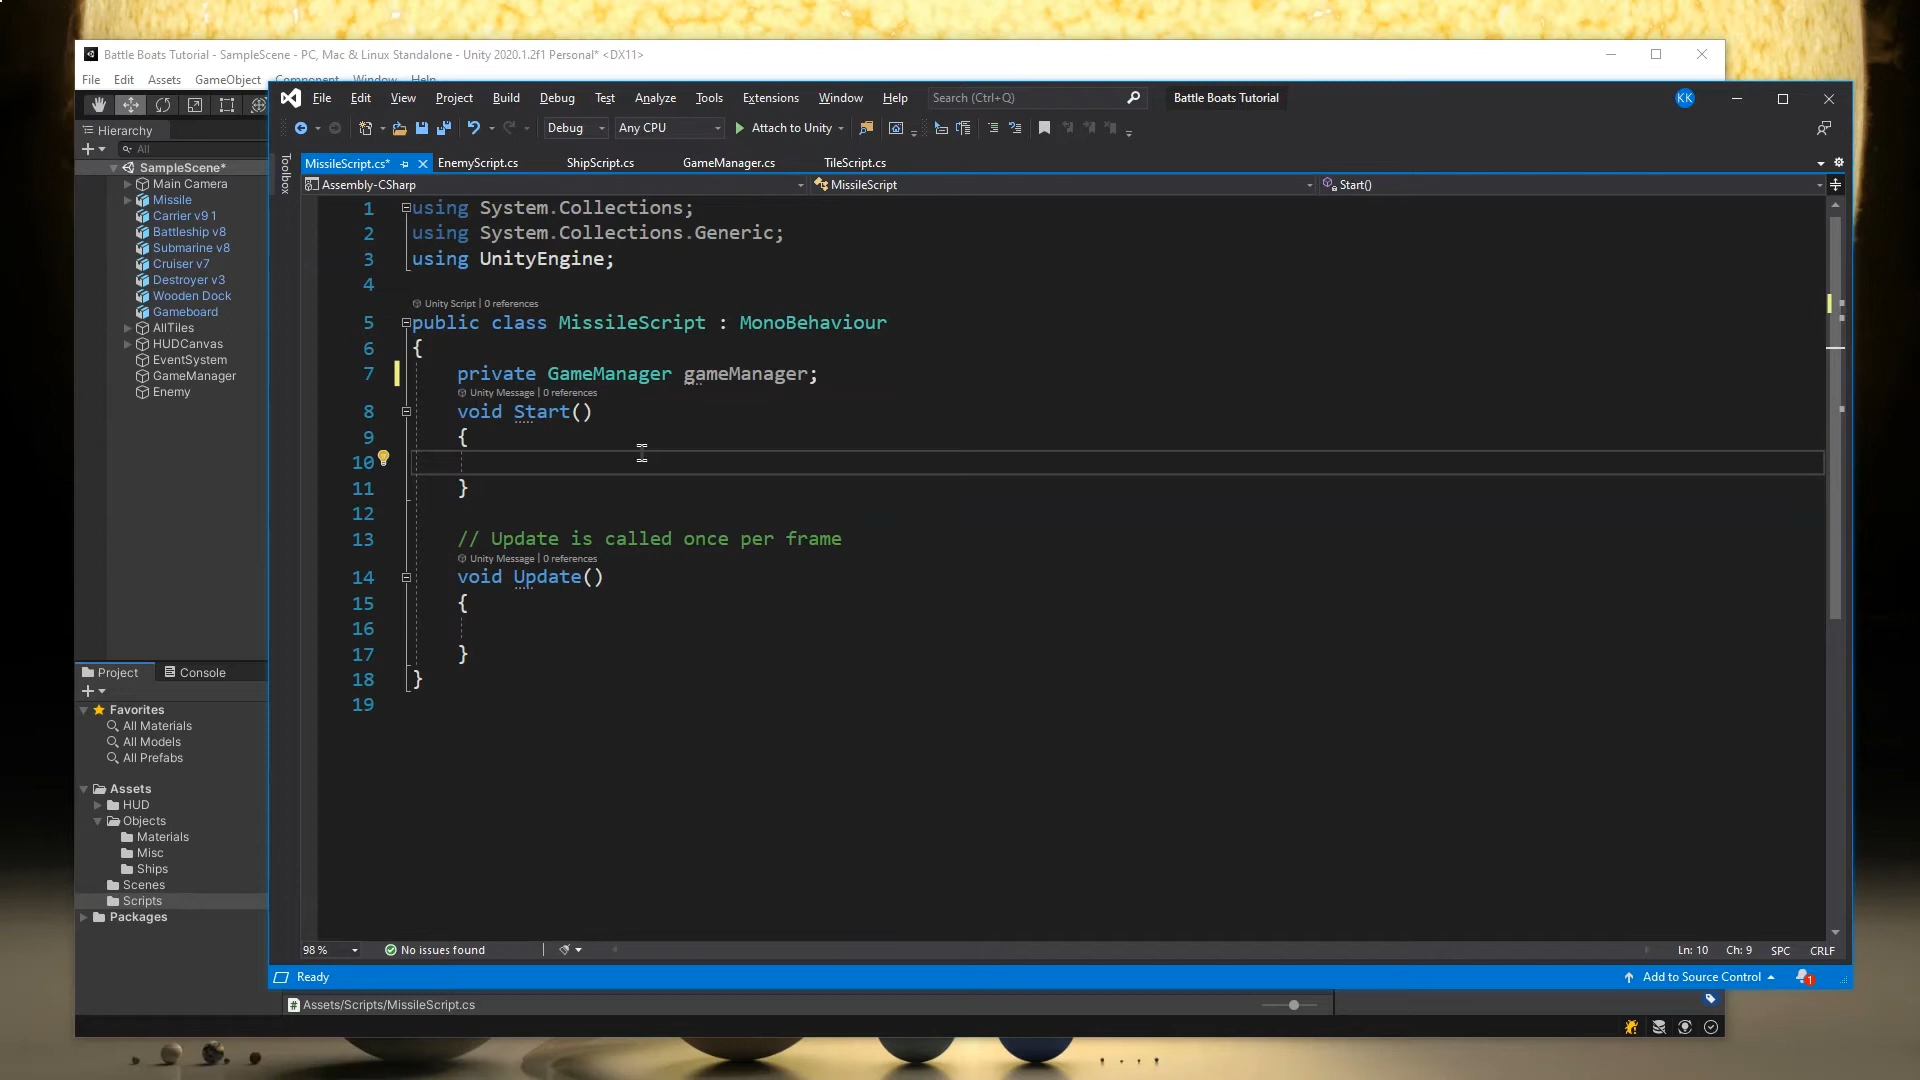 Battle Boats Tutorial - SampleScene - PC, Mac & Linux Standalone - Unity 2020.1.2f1 Personal* <DX11>
File Edit Assets GameObject Component Window Help
File Edit View Project Build Debug Test Analyze Tools Extensions Window Help Search (Ctrl+Q) Battle Boats Tutorial KK
Debug Any CPU Attach to Unity
Hierarchy
All
Toolbox
MissileScript.cs* EnemyScript.cs ShipScript.cs GameManager.cs TileScript.cs
Assembly-CSharp MissileScript Start()
SampleScene*
Main Camera
Missile
Carrier v9 1
Battleship v8
Submarine v8
Cruiser v7
Destroyer v3
Wooden Dock
Gameboard
AllTiles
HUDCanvas
EventSystem
GameManager
Enemy
1 using System.Collections;
2 using System.Collections.Generic;
3 using UnityEngine;
4
Unity Script | 0 references
5 public class MissileScript : MonoBehaviour
6 {
7 private GameManager gameManager;
Unity Message | 0 references
8 void Start()
9 {
10
11 }
12
13 // Update is called once per frame
Unity Message | 0 references
14 void Update()
15 {
16
17 }
18 }
19
Project Console
Favorites
All Materials
All Models
All Prefabs
Assets
HUD
Objects
Materials
Misc
Ships
Scenes
Scripts
Packages
98 % No issues found Ln: 10 Ch: 9 SPC CRLF
Ready Add to Source Control 1
Assets/Scripts/MissileScript.cs